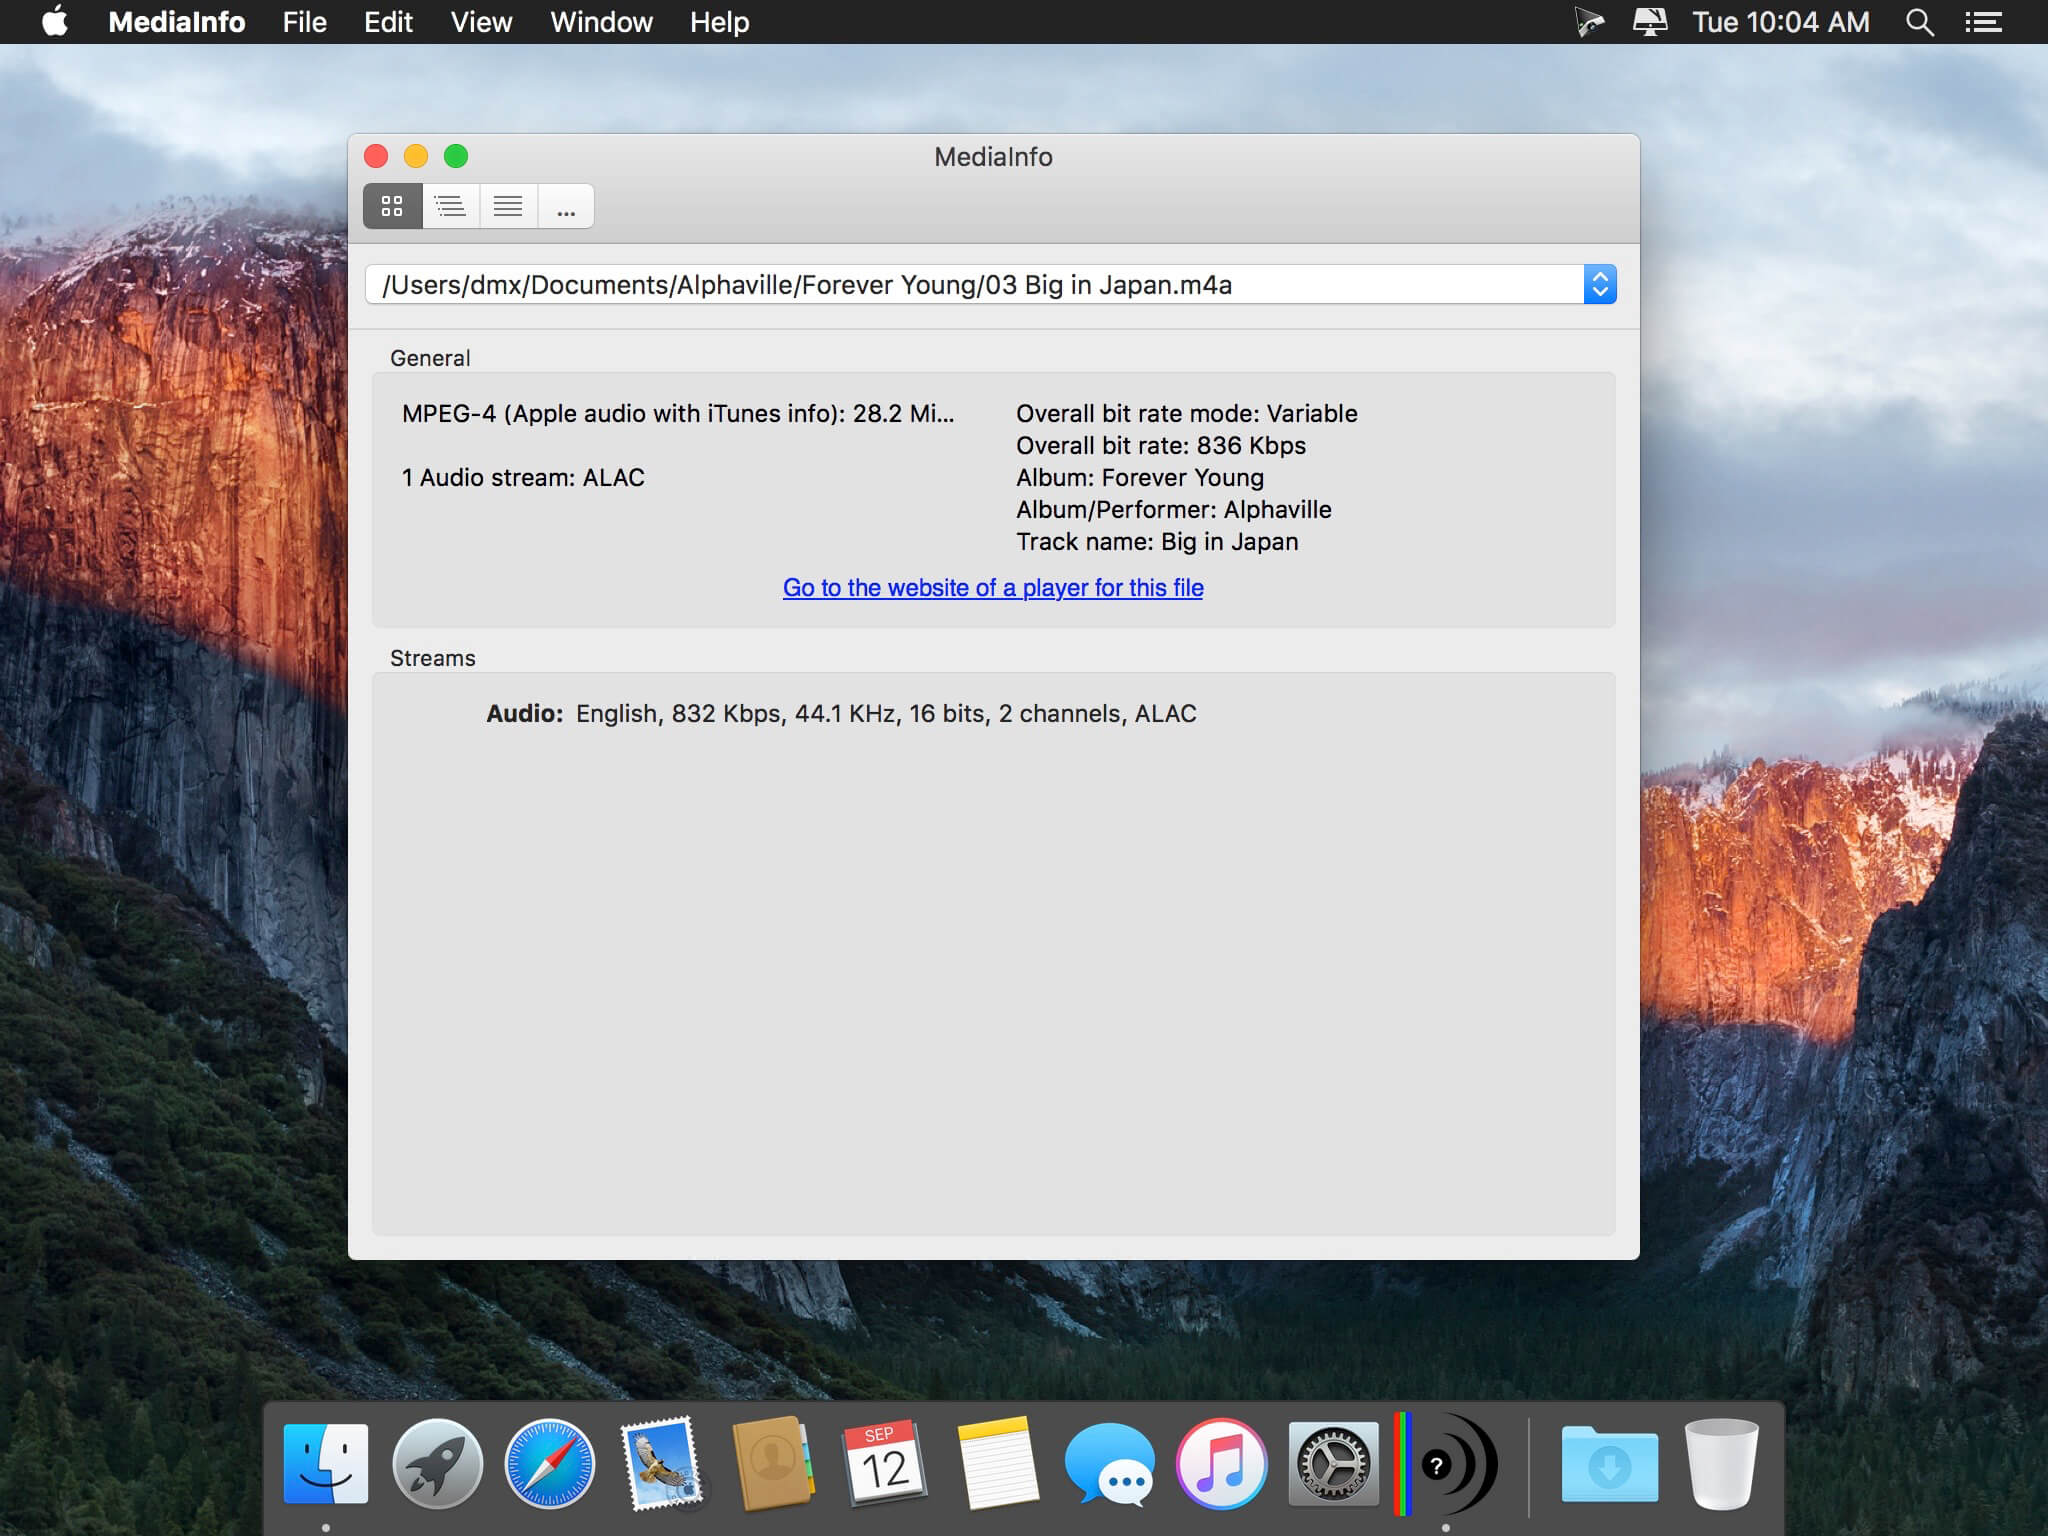 MediaInfo File Edit View Window Help Tue 10:04 AM
MediaInfo
...
/Users/dmx/Documents/Alphaville/Forever Young/03 Big in Japan.m4a
General
MPEG-4 (Apple audio with iTunes info): 28.2 Mi...
1 Audio stream: ALAC
Overall bit rate mode: Variable
Overall bit rate: 836 Kbps
Album: Forever Young
Album/Performer: Alphaville
Track name: Big in Japan
Go to the website of a player for this file
Streams
Audio: English, 832 Kbps, 44.1 KHz, 16 bits, 2 channels, ALAC
SEP
12
?